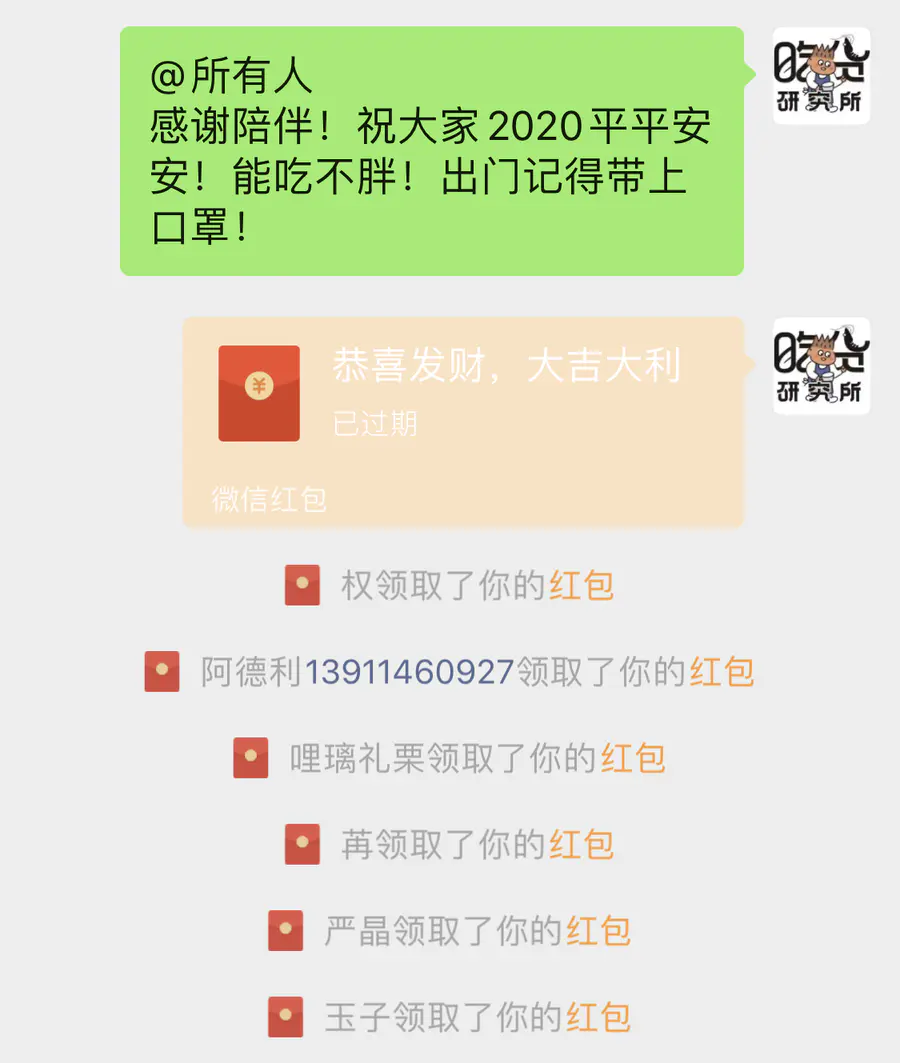 @所有人
感谢陪伴！祝大家2020平平安
安！能吃不胖！出门记得带上
口罩！
吃货
研究所
恭喜发财，大吉大利
已过期
微信红包
吃货
研究所
权领取了你的红包
阿德利13911460927领取了你的红包
哩璃礼栗领取了你的红包
苒领取了你的红包
严晶领取了你的红包
玉子领取了你的红包